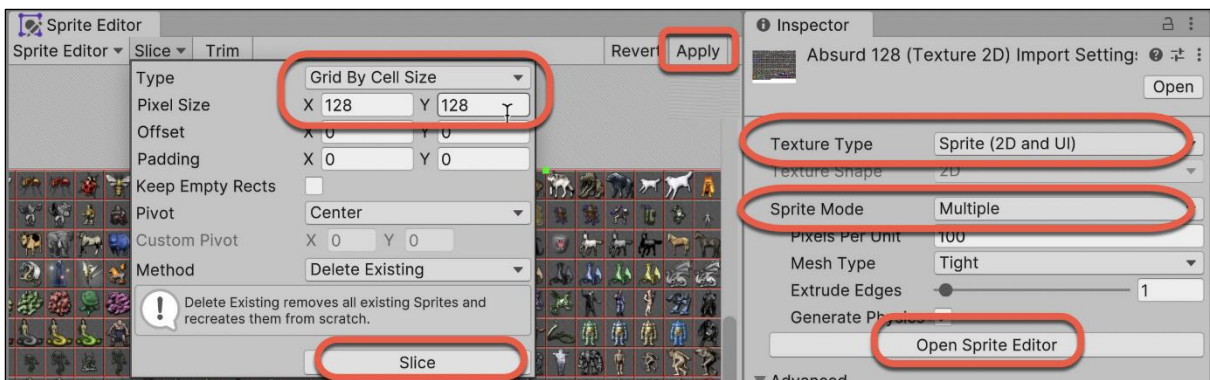 Sprite Editor
Sprite Editor Slice Trim Revert Apply
Type Grid By Cell Size
Pixel Size X 128 Y 128
Offset X 0 Y 0
Padding X 0 Y 0
Keep Empty Rects
Pivot Center
Custom Pivot X 0 Y 0
Method Delete Existing
Delete Existing removes all existing Sprites and
recreates them from scratch.
Slice
Inspector
Absurd 128 (Texture 2D) Import Settings
Open
Texture Type Sprite (2D and UI)
Texture Shape 2D
Sprite Mode Multiple
Pixels Per Unit 100
Mesh Type Tight
Extrude Edges 1
Generate Physics
Open Sprite Editor
Advanced